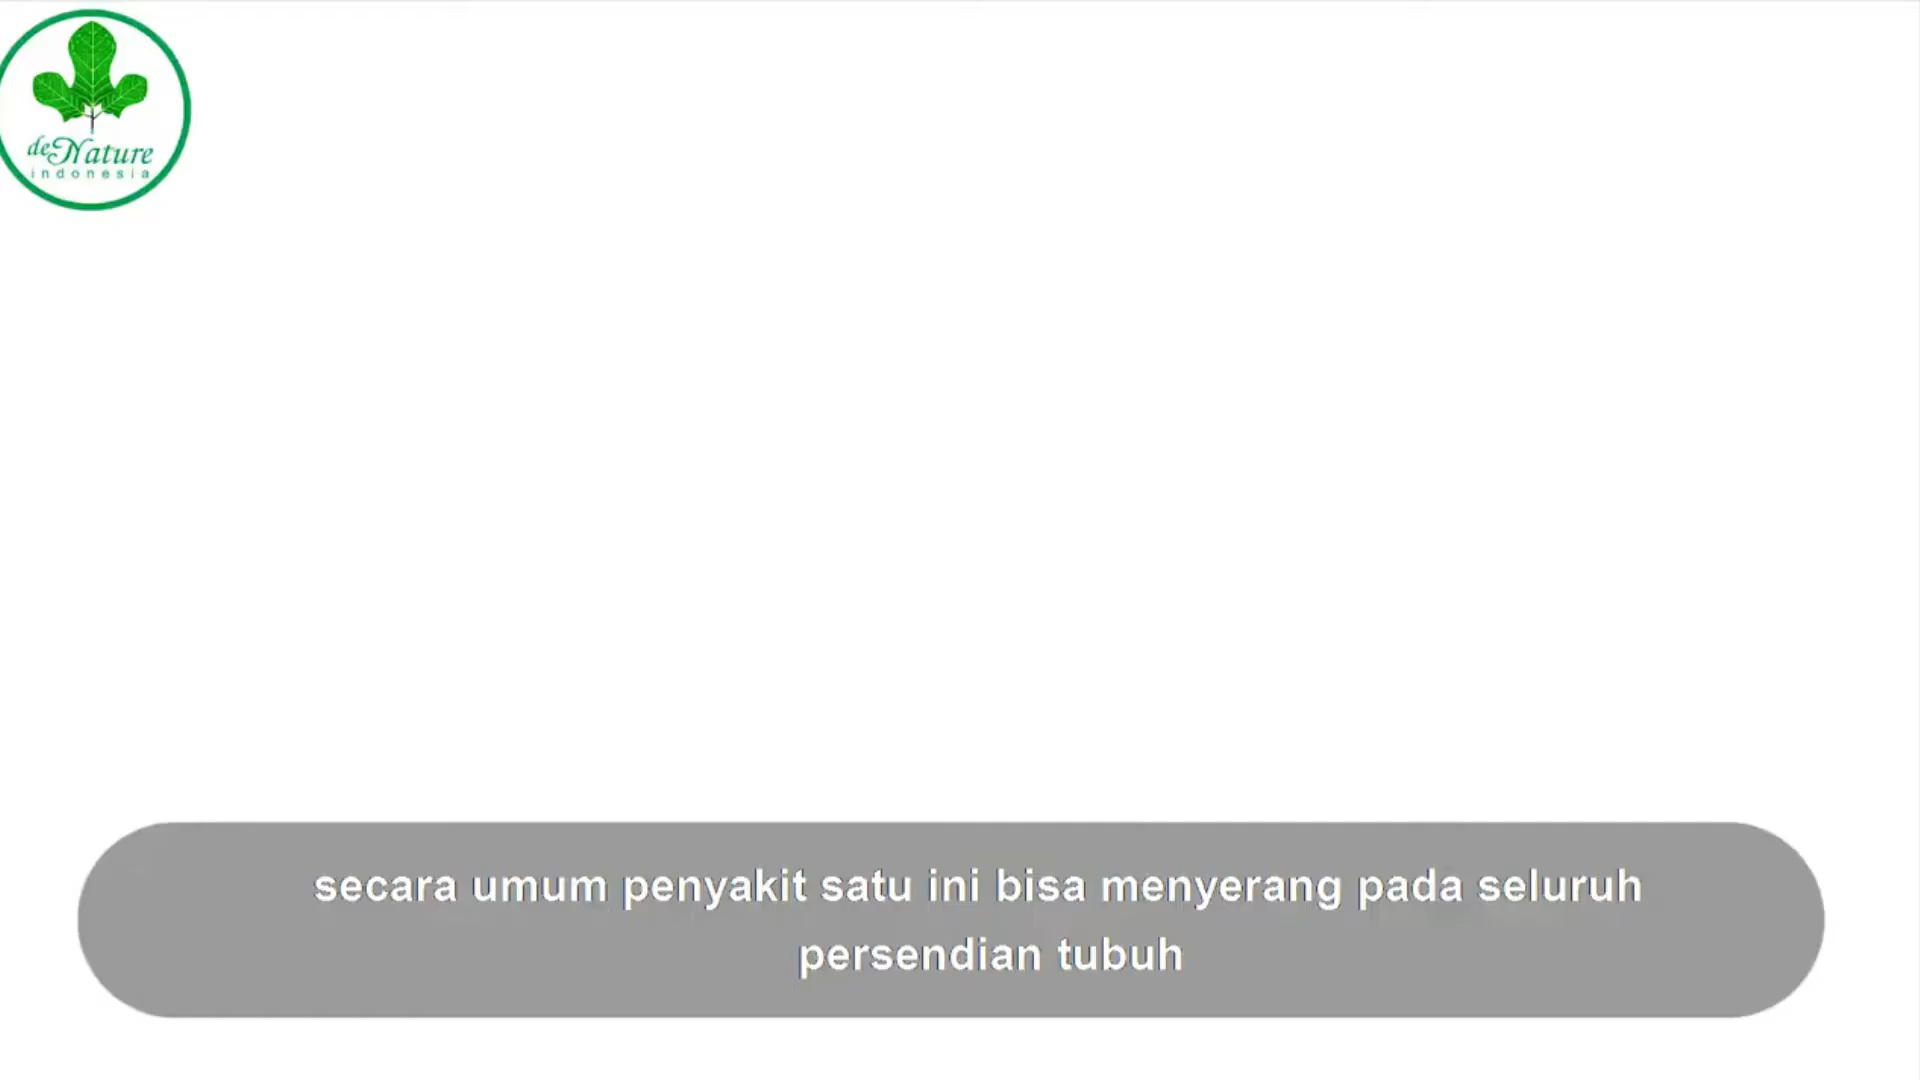 deNature
indonesia
secara umum penyakit satu ini bisa menyerang pada seluruh
persendian tubuh